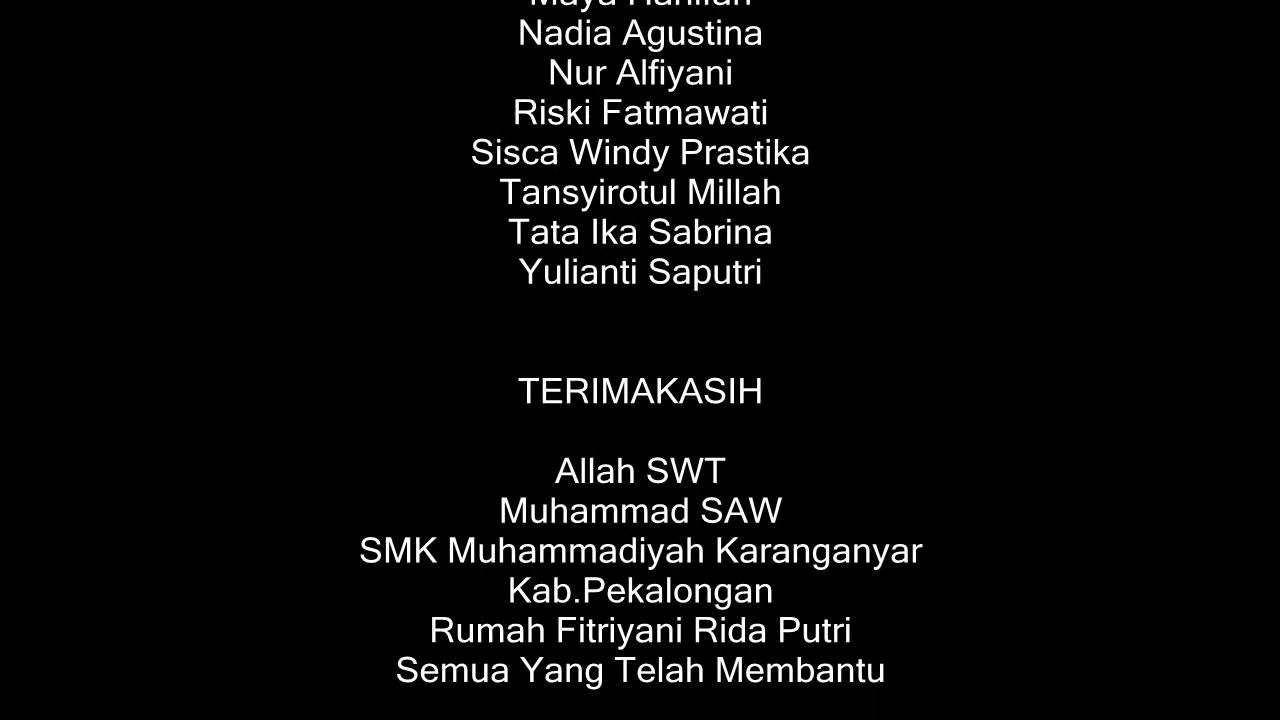 Nadia Agustina
Nur Alfiyani
Riski Fatmawati
Sisca Windy Prastika
Tansyirotul Millah
Tata Ika Sabrina
Yulianti Saputri
TERIMAKASIH
Allah SWT
Muhammad SAW
SMK Muhammadiyah Karanganyar
Kab.Pekalongan
Rumah Fitriyani Rida Putri
Semua Yang Telah Membantu